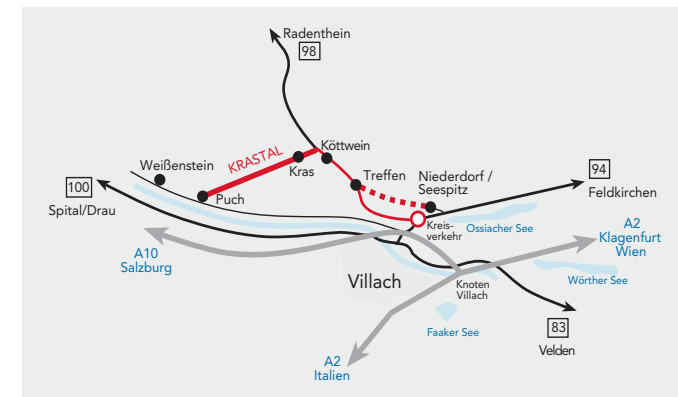 Radenthein
98
KRASTAL
Köttwein
Kras
Weißenstein
Treffen
Niederdorf /
Seespitz
94
Feldkirchen
100
Spital/Drau
Puch
Kreis-
verkehr
Ossiacher See
A2
Klagenfurt
Wien
A10
Salzburg
Villach
Knoten
Villach
Wörther See
Faaker See
83
Velden
A2
Italien